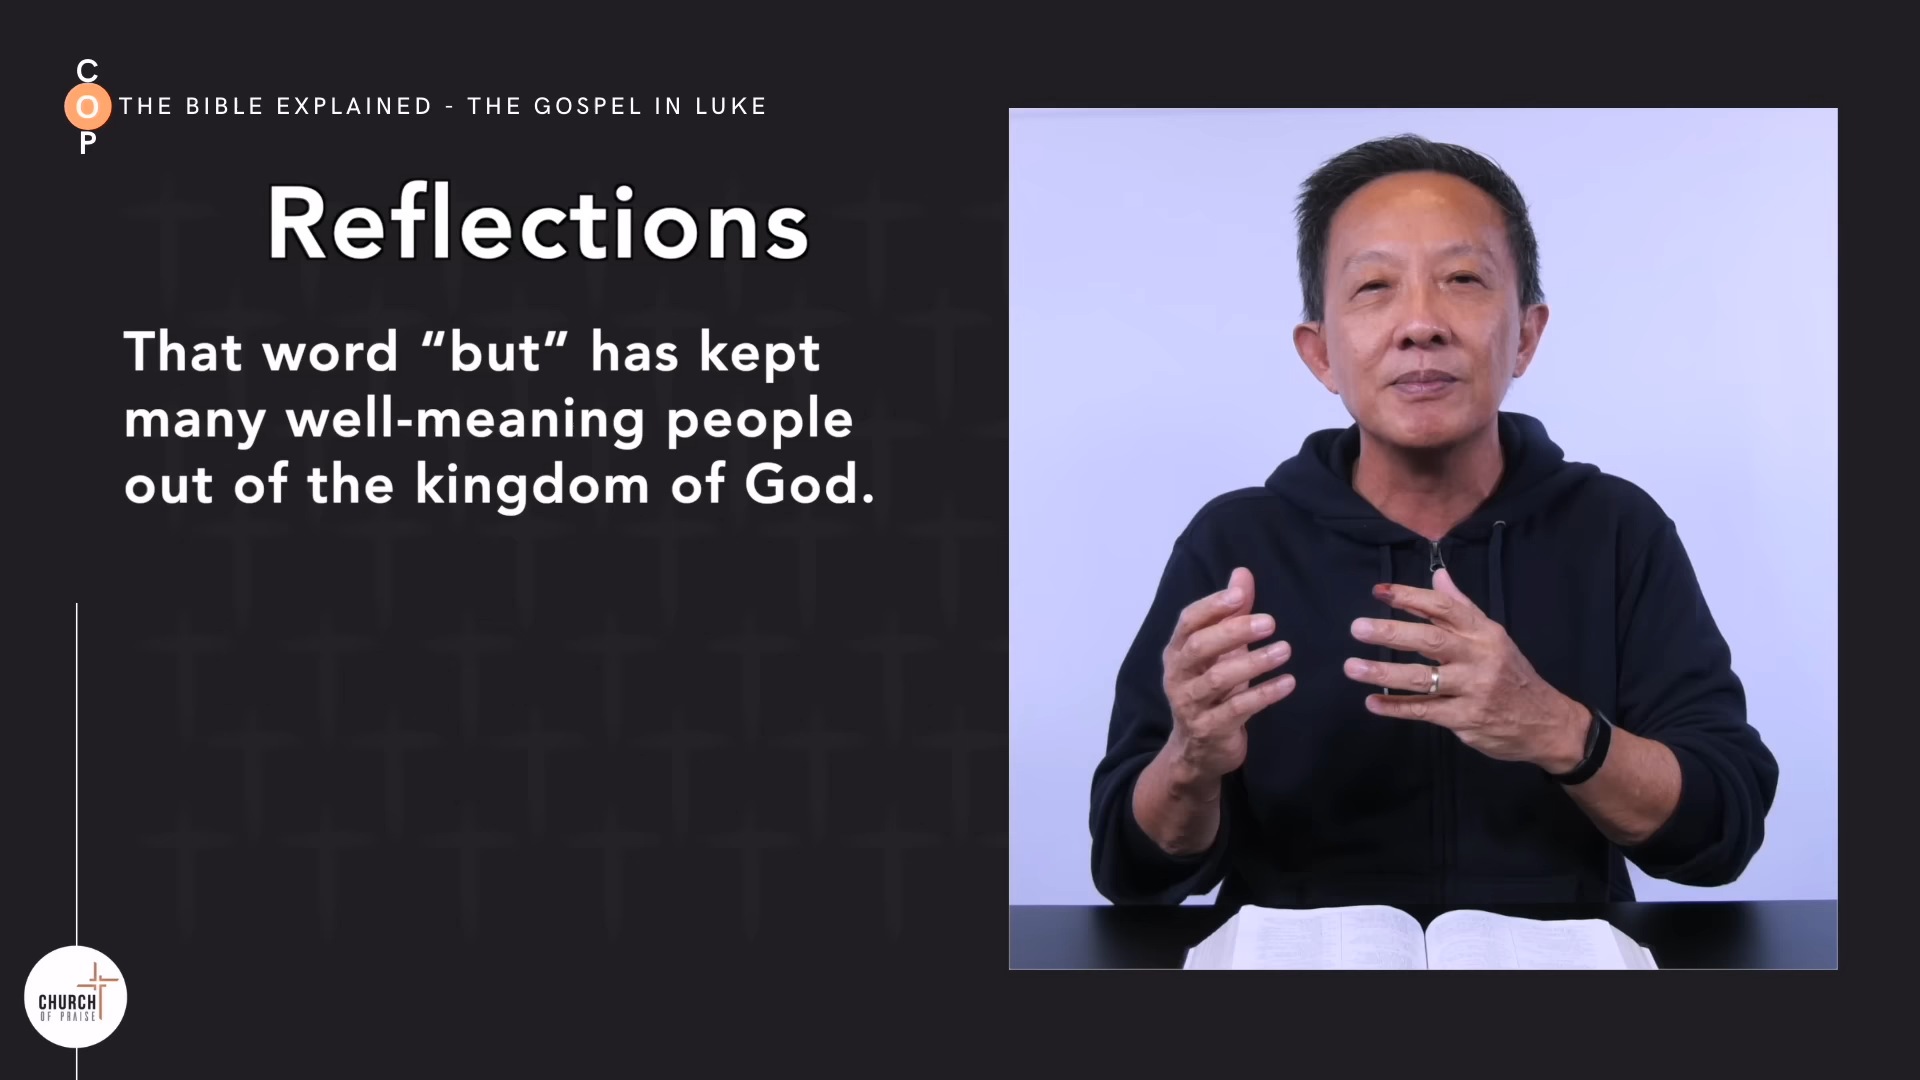 C
O
P
THE BIBLE EXPLAINED - THE GOSPEL IN LUKE
Reflections
That word “but” has kept
many well-meaning people
out of the kingdom of God.
CHURCH
OF PRAISE